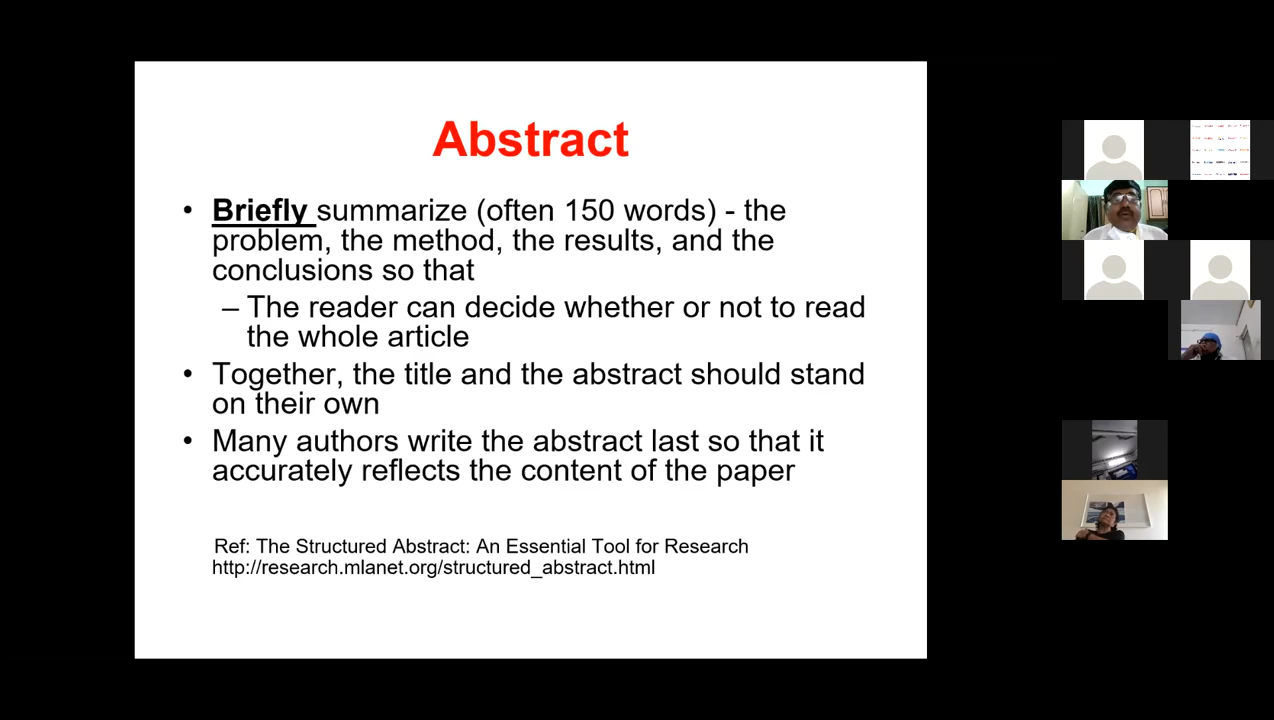 Abstract
• Briefly summarize (often 150 words) - the
problem, the method, the results, and the
conclusions so that
– The reader can decide whether or not to read
the whole article
• Together, the title and the abstract should stand
on their own
• Many authors write the abstract last so that it
accurately reflects the content of the paper
Ref: The Structured Abstract: An Essential Tool for Research
http://research.mlanet.org/structured_abstract.html